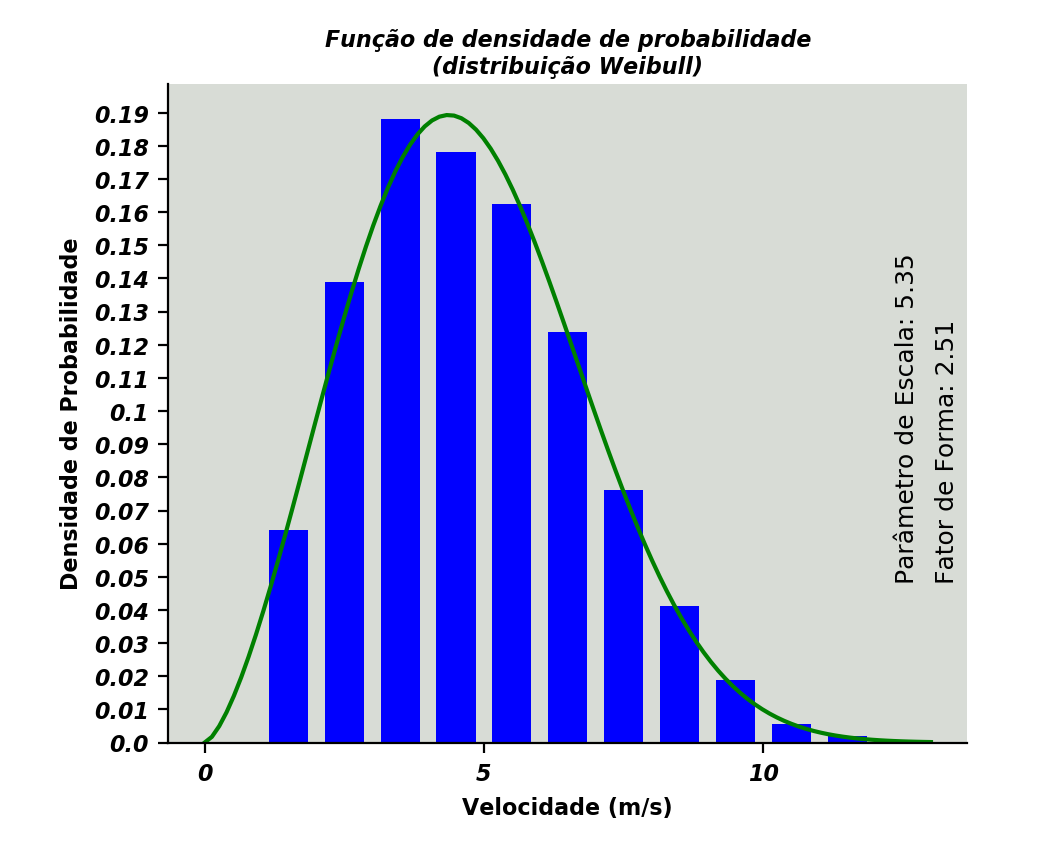 Função de densidade de probabilidade
(distribuição Weibull)
Densidade de Probabilidade
0.19
0.18
0.17
0.16
0.15
0.14
0.13
0.12
0.11
0.1
0.09
0.08
0.07
0.06
0.05
0.04
0.03
0.02
0.01
0.0
Parâmetro de Escala: 5.35
Fator de Forma: 2.51
0 5 10
Velocidade (m/s)